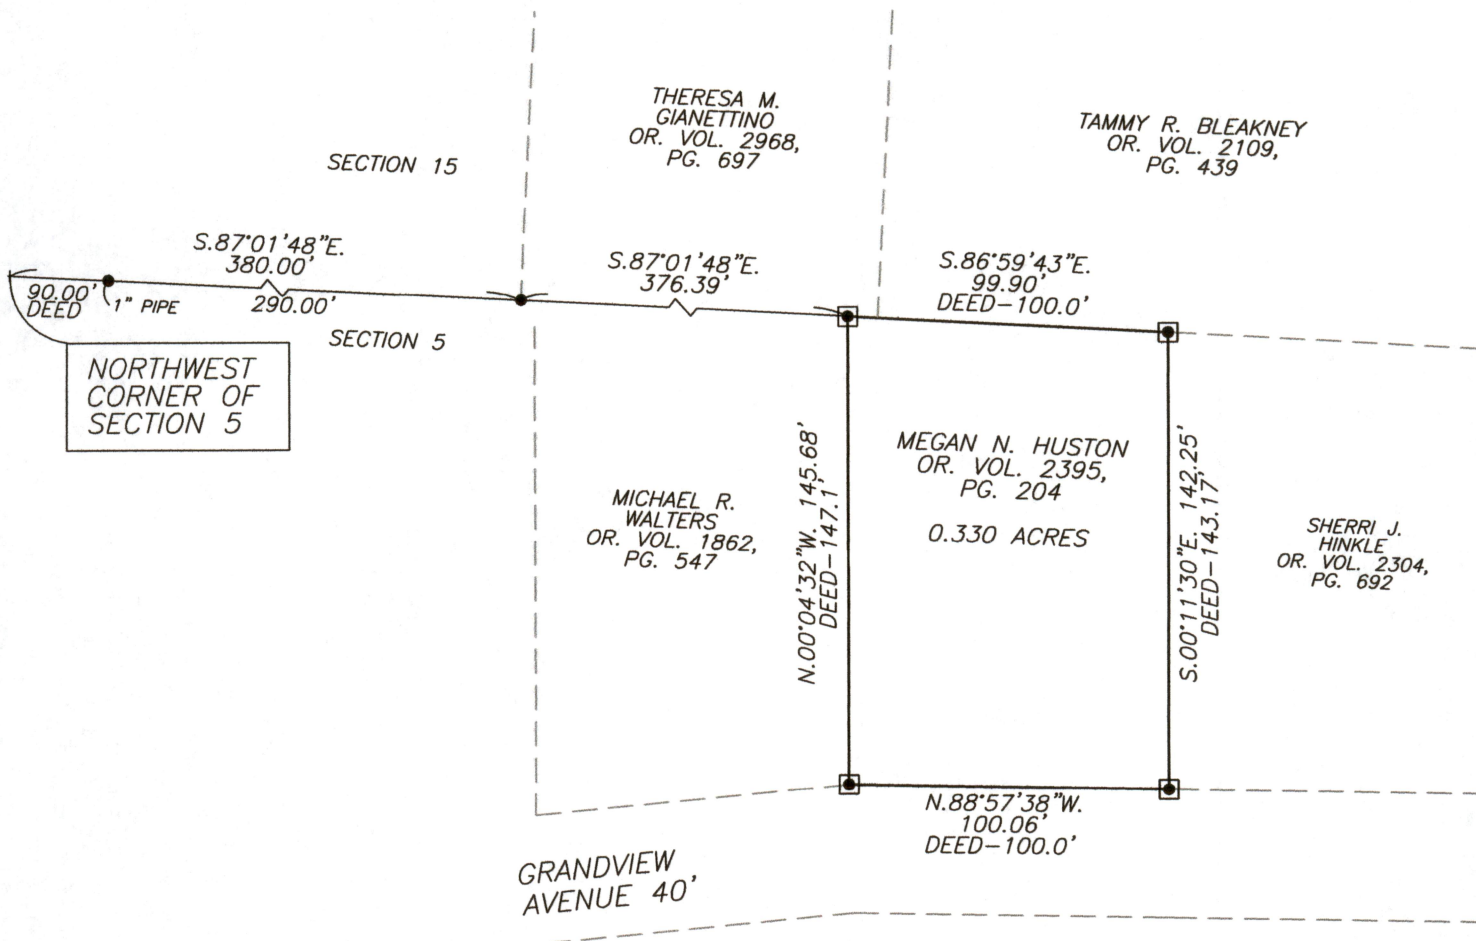 THERESA M.
GIANETTINO
OR. VOL. 2968,
PG. 697
TAMMY R. BLEAKNEY
OR. VOL. 2109,
PG. 439
SECTION 15
S.87°01'48"E.
380.00'
S.87°01'48"E.
376.39'
S.86°59'43"E.
99.90'
DEED-100.0'
90.00'
DEED
1" PIPE
290.00'
SECTION 5
NORTHWEST
CORNER OF
SECTION 5
MICHAEL R.
WALTERS
OR. VOL. 1862,
PG. 547
N.00°04'32"W. 145.68'
DEED-147.1'
MEGAN N. HUSTON
OR. VOL. 2395,
PG. 204
0.330 ACRES
S.00°11'30"E. 142.25'
DEED-143.17'
SHERRI J.
HINKLE
OR. VOL. 2304,
PG. 692
N.88°57'38"W.
100.06'
DEED-100.0'
GRANDVIEW
AVENUE 40'